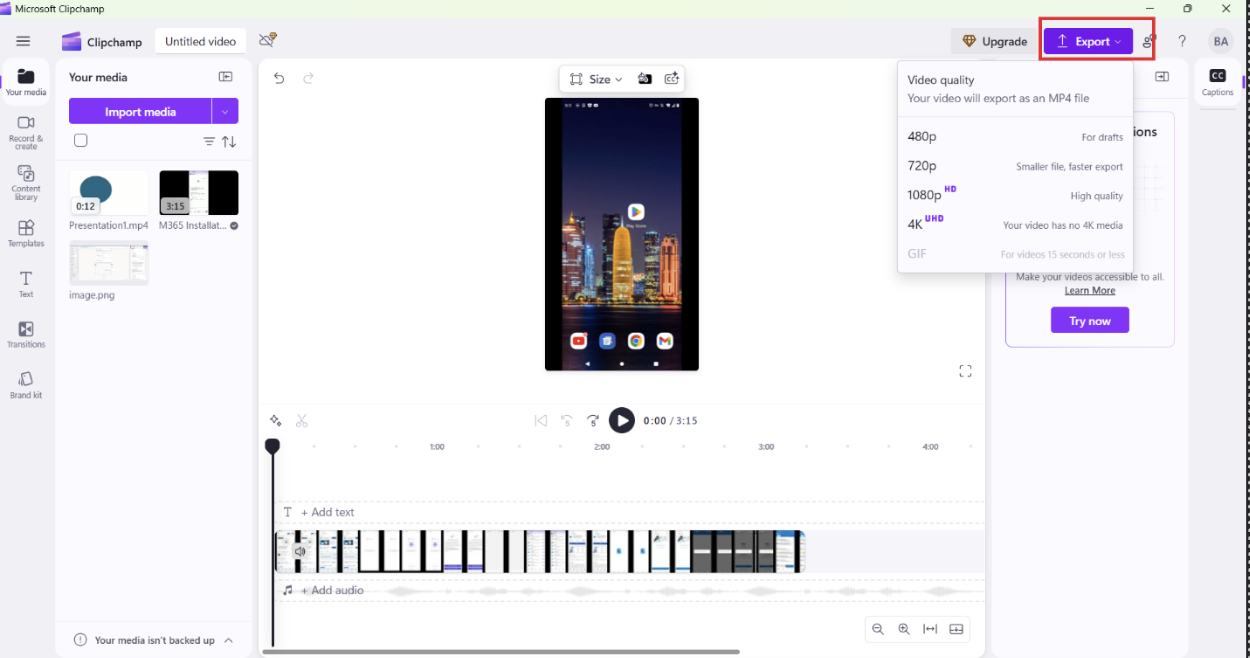 Microsoft Clipchamp
Clipchamp
Untitled video
Upgrade
Export
?
BA
Your media
Import media
Your media
Record &
create
Content
library
Templates
Text
Transitions
Brand kit
0:12
3:15
Presentation1.mp4
M365 Installat...
image.png
Your media isn't backed up
Size
Play Store
Video quality
Your video will export as an MP4 file
480p
For drafts
720p
Smaller file, faster export
1080p HD
High quality
4K UHD
Your video has no 4K media
GIF
For videos 15 seconds or less
ions
Make your videos accessible to all.
Learn More
Try now
CC
Captions
5
5
0:00 / 3:15
1:00
2:00
3:00
4:00
T + Add text
+ Add audio